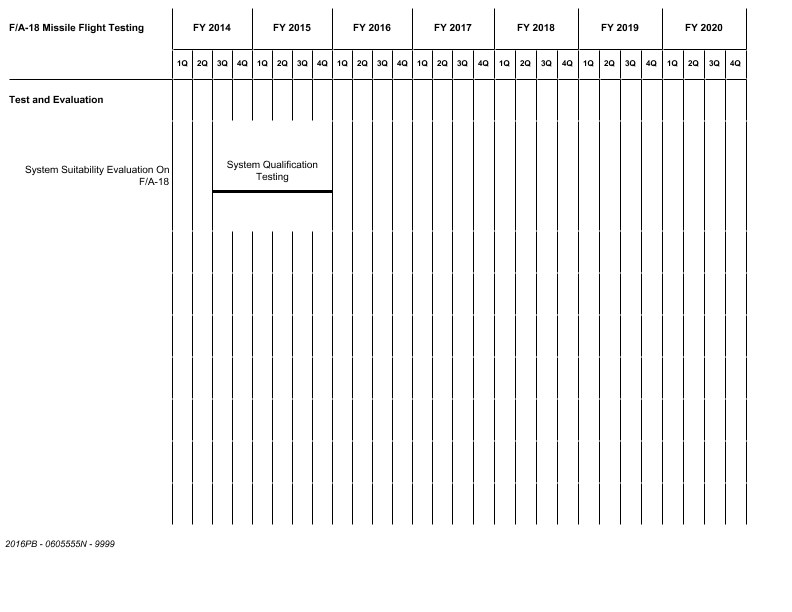 F/A-18 Missile Flight Testing FY 2014 FY 2015 FY 2016 FY 2017 FY 2018 FY 2019 FY 2020
1Q 2Q 3Q 4Q 1Q 2Q 3Q 4Q 1Q 2Q 3Q 4Q 1Q 2Q 3Q 4Q 1Q 2Q 3Q 4Q 1Q 2Q 3Q 4Q 1Q 2Q 3Q 4Q
Test and Evaluation
System Suitability Evaluation On
F/A-18
System Qualification
Testing
2016PB - 0605555N - 9999